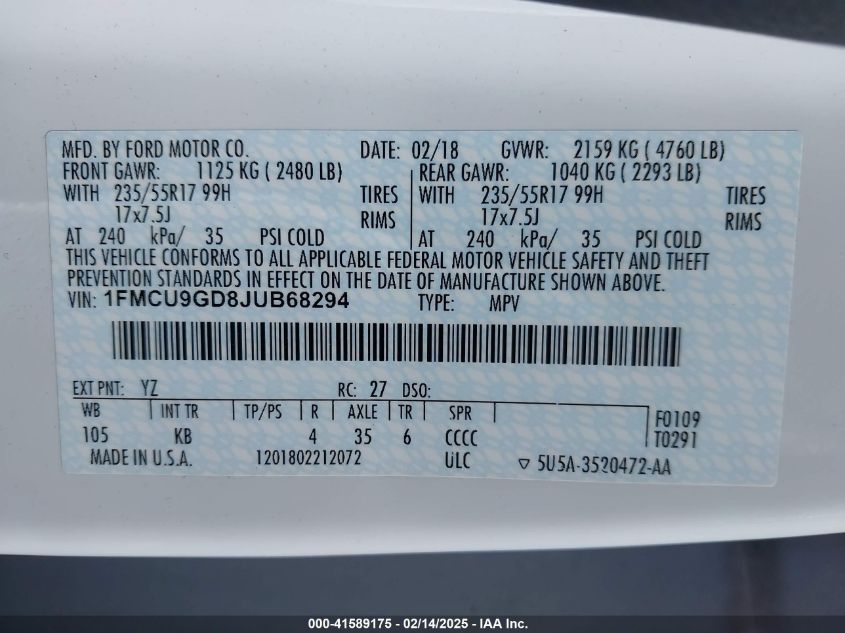 MFD. BY FORD MOTOR CO. DATE: 02/18 GVWR: 2159 KG ( 4760 LB)
FRONT GAWR: 1125 KG ( 2480 LB) REAR GAWR: 1040 KG ( 2293 LB)
WITH 235/55R17 99H TIRES WITH 235/55R17 99H TIRES
17x7.5J RIMS 17x7.5J RIMS
AT 240 kPa/ 35 PSI COLD AT 240 kPa/ 35 PSI COLD
THIS VEHICLE CONFORMS TO ALL APPLICABLE FEDERAL MOTOR VEHICLE SAFETY AND THEFT
PREVENTION STANDARDS IN EFFECT ON THE DATE OF MANUFACTURE SHOWN ABOVE.
VIN: 1FMCU9GD8JUB68294 TYPE: MPV
EXT PNT: YZ RC: 27 DSO:
WB INT TR TP/PS R AXLE TR SPR F0109
105 KB 4 35 6 CCCC T0291
MADE IN U.S.A. 1201802212072 ULC ▽ 5U5A-3520472-AA
000-41589175 - 02/14/2025 - IAA Inc.